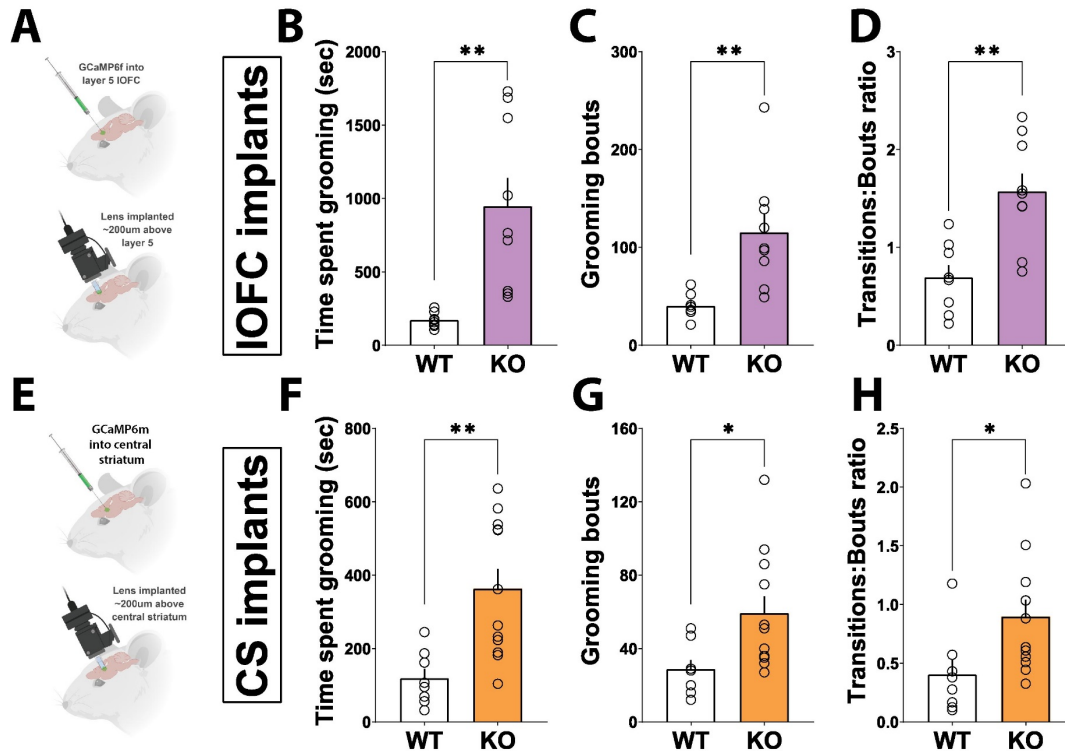 A
GCaMP6f into
layer 5 lOFC
Lens implanted
~200um above
layer 5
lOFC implants
B
Time spent grooming (sec)
2000
1500
1000
500
0
**
WT KO
C
Grooming bouts
300
200
100
0
**
WT KO
D
Transitions:Bouts ratio
3
2
1
0
**
WT KO
E
GCaMP6m
into central
striatum
Lens implanted
~200um above
central striatum
CS implants
F
Time spent grooming (sec)
800
600
400
200
0
**
WT KO
G
Grooming bouts
160
120
80
40
0
*
WT KO
H
Transitions:Bouts ratio
2.5
2.0
1.5
1.0
0.5
0.0
*
WT KO